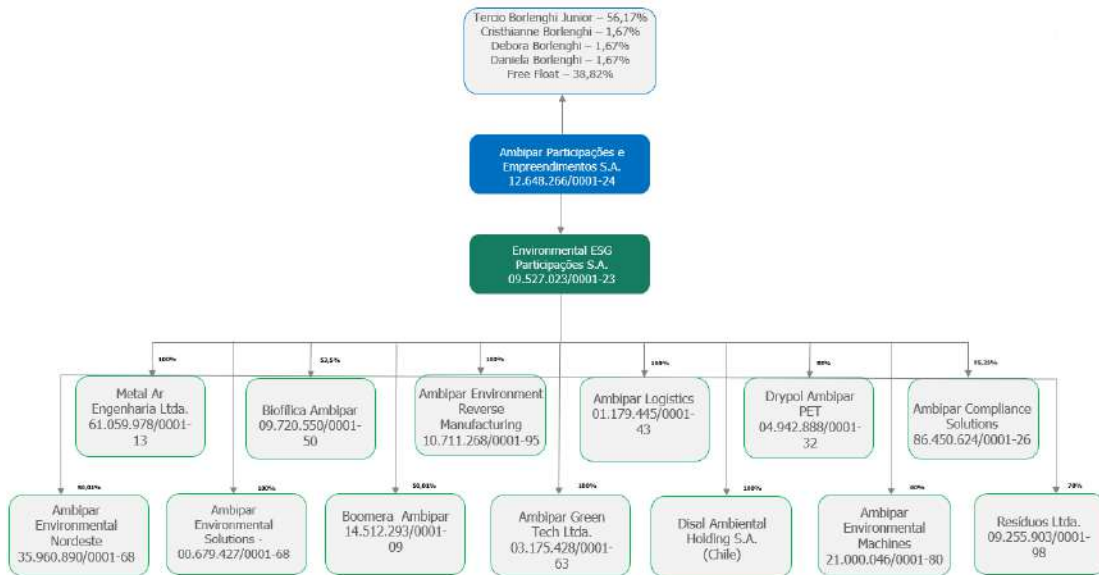 Tercio Borlenghi Junior – 56,17%
Cristhianne Borlenghi – 1,67%
Debora Borlenghi – 1,67%
Daniela Borlenghi – 1,67%
Free Float – 38,82%
Ambipar Participações e
Empreendimentos S.A.
12.648.266/0001-24
Environmental ESG
Participações S.A.
09.527.023/0001-23
100%
Metal Ar
Engenharia Ltda.
61.059.978/0001-
13
53,5%
Biofílica Ambipar
09.720.550/0001-
50
100%
Ambipar Environment
Reverse
Manufacturing
10.711.268/0001-95
100%
Ambipar Logistics
01.179.445/0001-
43
Drypol Ambipar
PET
04.942.888/0001-
32
Ambipar Compliance
Solutions
86.450.624/0001-26
50,01%
Ambipar
Environmental
Nordeste
35.960.890/0001-68
100%
Ambipar
Environmental
Solutions -
00.679.427/0001-68
50,01%
Boomera Ambipar
14.512.293/0001-
09
100%
Ambipar Green
Tech Ltda.
03.175.428/0001-
63
100%
Disal Ambiental
Holding S.A.
(Chile)
Ambipar
Environmental
Machines
21.000.046/0001-80
70%
Resíduos Ltda.
09.255.903/0001-
98